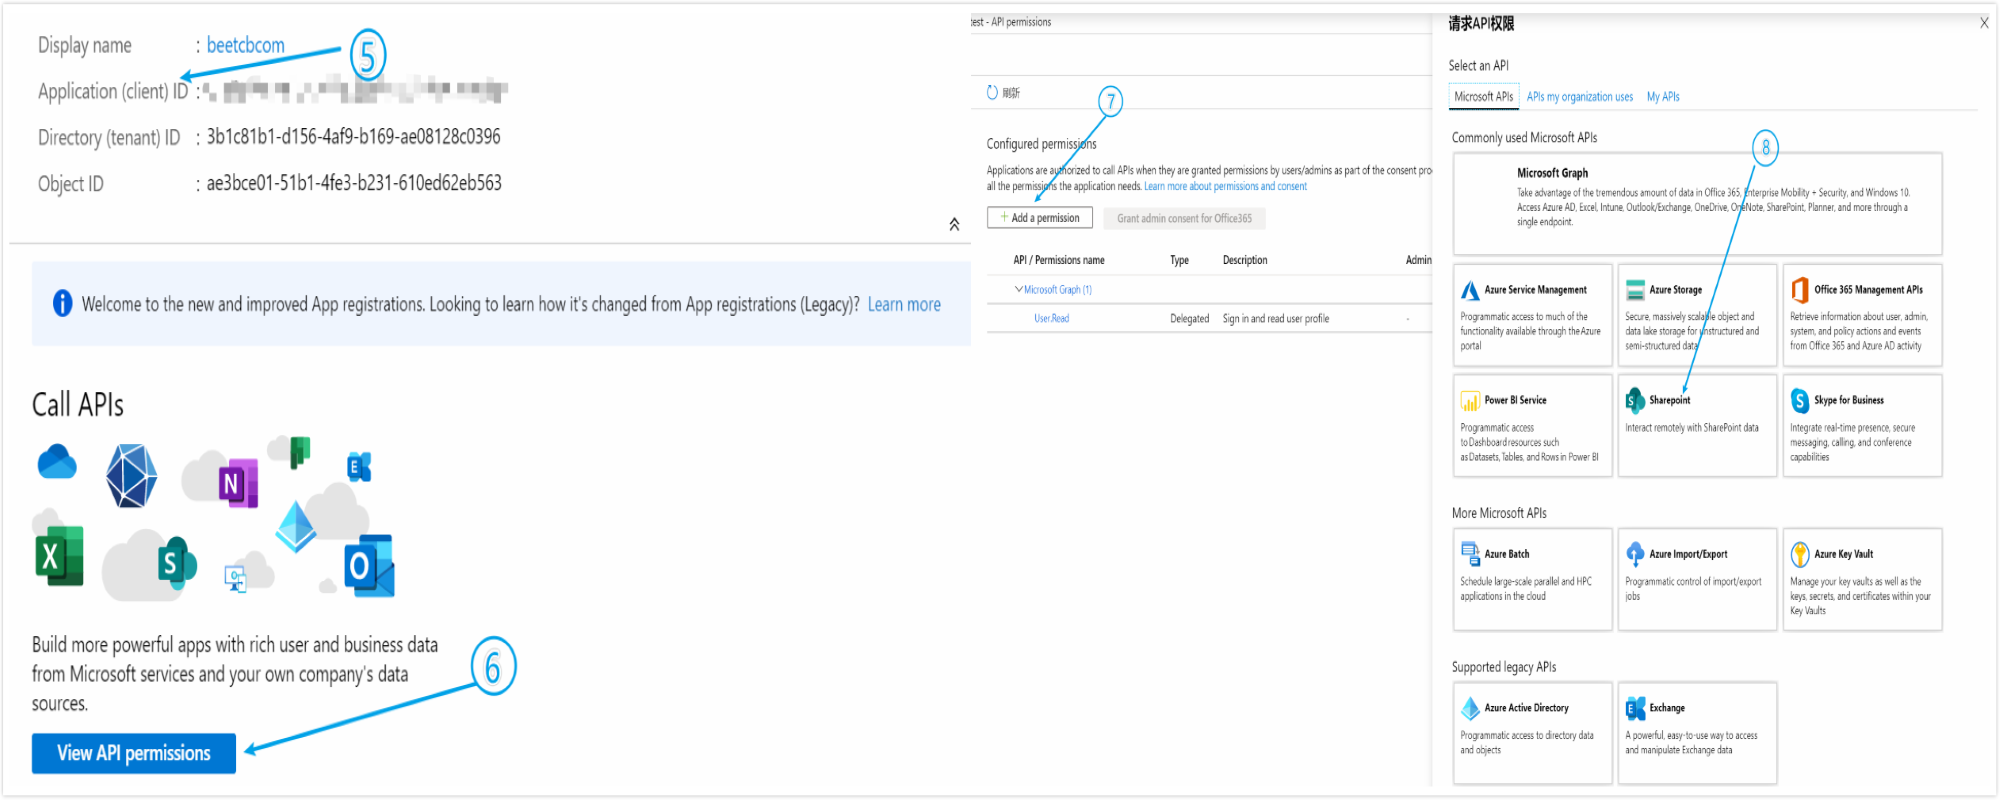 Display name : beetcbcom
Application (client) ID :
Directory (tenant) ID : 3b1c81b1-d156-4af9-b169-ae08128c0396
Object ID : ae3bce01-51b1-4fe3-b231-610ed62eb563
⑤
Welcome to the new and improved App registrations. Looking to learn how it's changed from App registrations (Legacy)? Learn more
Call APIs
N
E
X
S
O
Build more powerful apps with rich user and business data
from Microsoft services and your own company's data
sources.
⑥
View API permissions
test - API permissions
刷新
⑦
Configured permissions
Applications are authorized to call APIs when they are granted permissions by users/admins as part of the consent pro
all the permissions the application needs. Learn more about permissions and consent
+ Add a permission
Grant admin consent for Office365
API / Permissions name Type Description Admin
Microsoft Graph (1)
User.Read Delegated Sign in and read user profile -
请求API权限
X
Select an API
Microsoft APIs APIs my organization uses My APIs
Commonly used Microsoft APIs
⑧
Microsoft Graph
Take advantage of the tremendous amount of data in Office 365, Enterprise Mobility + Security, and Windows 10.
Access Azure AD, Excel, Intune, Outlook/Exchange, OneDrive, OneNote, SharePoint, Planner, and more through a
single endpoint.
Azure Service Management
Programmatic access to much of the
functionality available through the Azure
portal
Azure Storage
Secure, massively scalable object and
data lake storage for unstructured and
semi-structured data
Office 365 Management APIs
Retrieve information about user, admin,
system, and policy actions and events
from Office 365 and Azure AD activity
Power BI Service
Programmatic access
to Dashboard resources such
as Datasets, Tables, and Rows in Power BI
S
Sharepoint
Interact remotely with SharePoint data
S
Skype for Business
Integrate real-time presence, secure
messaging, calling, and conference
capabilities
More Microsoft APIs
Azure Batch
Schedule large-scale parallel and HPC
applications in the cloud
Azure Import/Export
Programmatic control of import/export
jobs
Azure Key Vault
Manage your key vaults as well as the
keys, secrets, and certificates within your
Key Vaults
Supported legacy APIs
Azure Active Directory
Programmatic access to directory data
and objects
E
Exchange
A powerful, easy-to-use way to access
and manipulate Exchange data